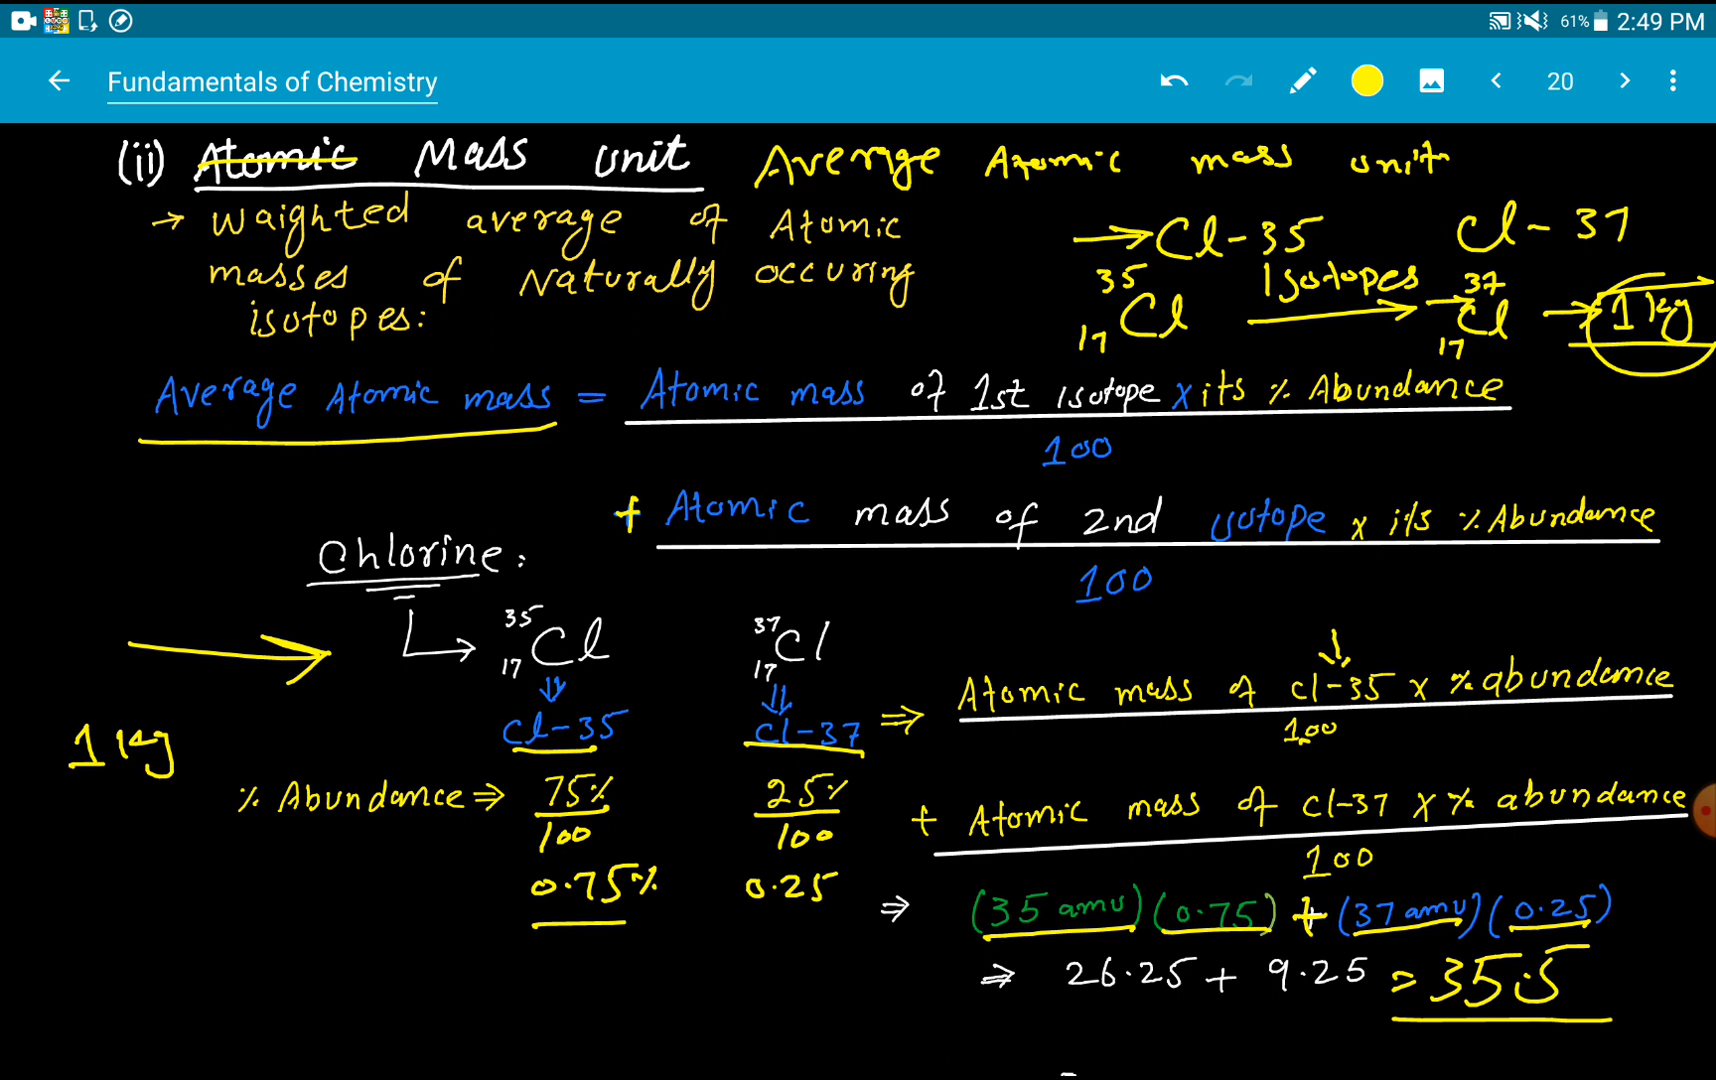 61% 2:49 PM
Fundamentals of Chemistry 20
(ii) Atomic Mass Unit Average Atomic mass unit
→ Waighted average of Atomic
masses of Naturally occuring
isotopes:
→ Cl-35 Cl-37
35 17 Cl Isotopes → 37 17 Cl → 1 kg
Average Atomic mass = Atomic mass of 1st isotope x its % Abundance
100
+ Atomic mass of 2nd isotope x its % Abundance
100
Chlorine:
35 17 Cl 37 17 Cl
Cl-35 Cl-37
⇒ Atomic mass of cl-35 x % abundance
100
1 kg
% Abundance ⇒ 75% 25%
100 100
0.75% 0.25
+ Atomic mass of cl-37 x % abundance
100
⇒ (35 amu)(0.75) + (37 amu)(0.25)
⇒ 26.25 + 9.25 = 35.5